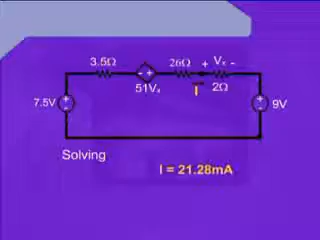 3.5Ω - + 26Ω + Vₓ -
51Vₓ I 2Ω
7.5V + - + - 9V
Solving
I = 21.28mA